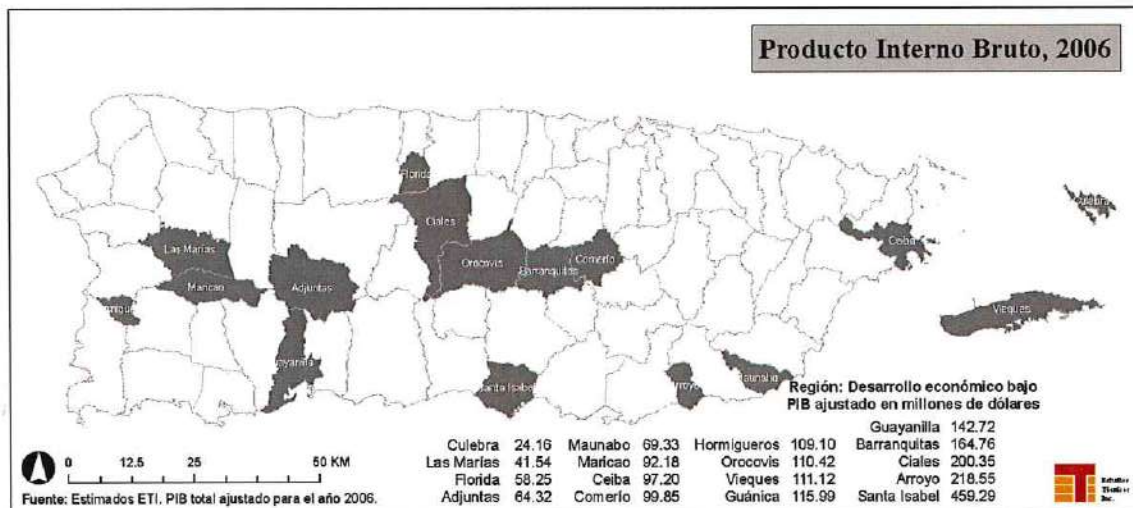 Producto Interno Bruto, 2006
Florida
Culebra
Ciales
Ceiba
Las Marías
Orocovis
Barranquitas
Comerío
Maricao
Adjuntas
Vieques
Santa Isabel
Arroyo
Maunabo
Región: Desarrollo económico bajo
PIB ajustado en millones de dólares
Guayanilla 142.72
Culebra 24.16 Maunabo 69.33 Hormigueros 109.10 Barranquitas 164.76
Las Marías 41.54 Maricao 92.18 Orocovis 110.42 Ciales 200.35
Florida 58.25 Ceiba 97.20 Vieques 111.12 Arroyo 218.55
Adjuntas 64.32 Comerío 99.85 Guánica 115.99 Santa Isabel 459.29
0 12.5 25 50 KM
Fuente: Estimados ETI. PIB total ajustado para el año 2006.
Estudios
Técnicos
Inc.